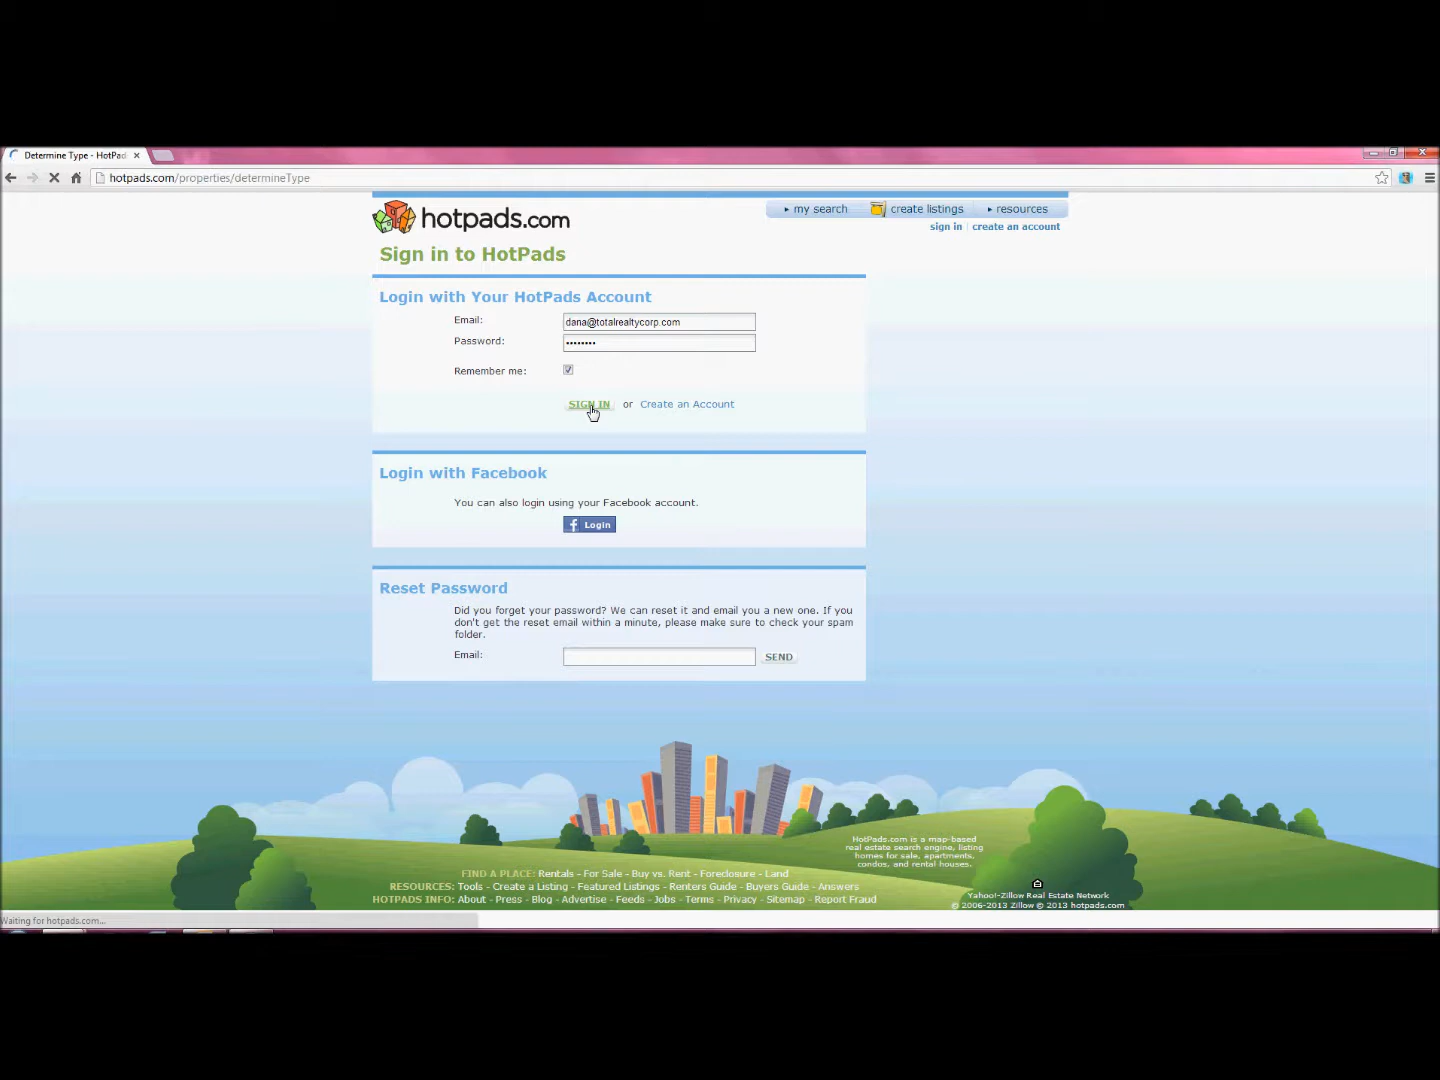 Determine Type - HotPad
hotpads.com/properties/determineType
hotpads.com
my search
create listings
resources
sign in
create an account
Sign in to HotPads
Login with Your HotPads Account
Email:
dana@totalrealtycorp.com
Password:
••••••••
Remember me:
SIGN IN or Create an Account
Login with Facebook
You can also login using your Facebook account.
f Login
Reset Password
Did you forget your password? We can reset it and email you a new one. If you
don't get the reset email within a minute, please make sure to check your spam
folder.
Email:
SEND
HotPads.com is a map-based
real estate search engine, listing
homes for sale, apartments,
condos, and rental houses.
FIND A PLACE: Rentals - For Sale - Buy vs. Rent - Foreclosure - Land
RESOURCES: Tools - Create a Listing - Featured Listings - Renters Guide - Buyers Guide - Answers
HOTPADS INFO: About - Press - Blog - Advertise - Feeds - Jobs - Terms - Privacy - Sitemap - Report Fraud
Yahoo!-Zillow Real Estate Network
© 2006-2013 Zillow © 2013 hotpads.com
Waiting for hotpads.com...